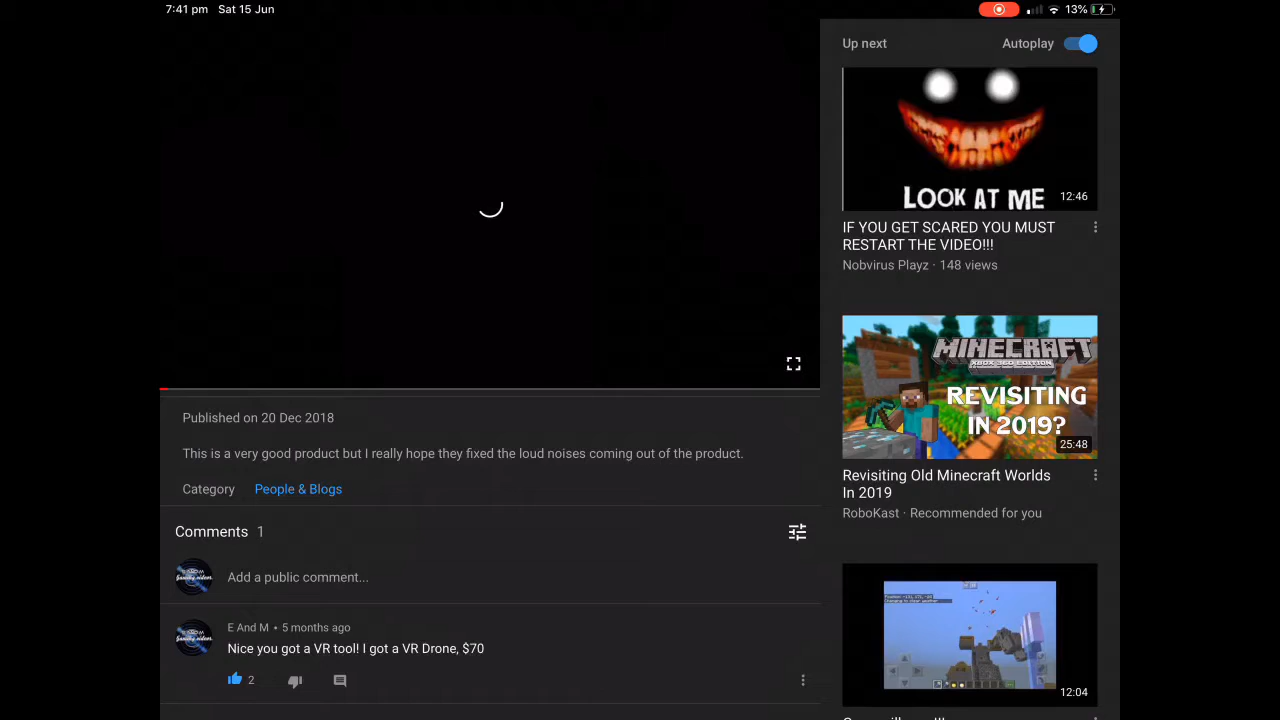 7:41 pm Sat 15 Jun
13%
Up next
Autoplay
LOOK AT ME
12:46
IF YOU GET SCARED YOU MUST
RESTART THE VIDEO!!!
Nobvirus Playz · 148 views
MINECRAFT
XBOX 360 EDITION
REVISITING
IN 2019?
25:48
Revisiting Old Minecraft Worlds
In 2019
RoboKast · Recommended for you
12:04
Published on 20 Dec 2018
This is a very good product but I really hope they fixed the loud noises coming out of the product.
Category People & Blogs
Comments 1
Add a public comment...
E And M • 5 months ago
Nice you got a VR tool! I got a VR Drone, $70
2